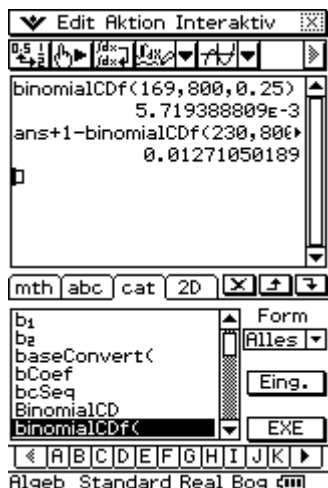 Edit Aktion Interaktiv
binomialCDf(169,800,0.25)
5.719388809E-3
ans+1-binomialCDf(230,800
0.01271050189
mth abc cat 2D
b1
b2
baseConvert(
bCoef
bcSeq
BinomialCD
binomialCDf(
Form
Alles
Eing.
EXE
A B C D E F G H I J K
Algeb Standard Real Bog